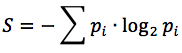 S = − ∑ pᵢ · log₂ pᵢ